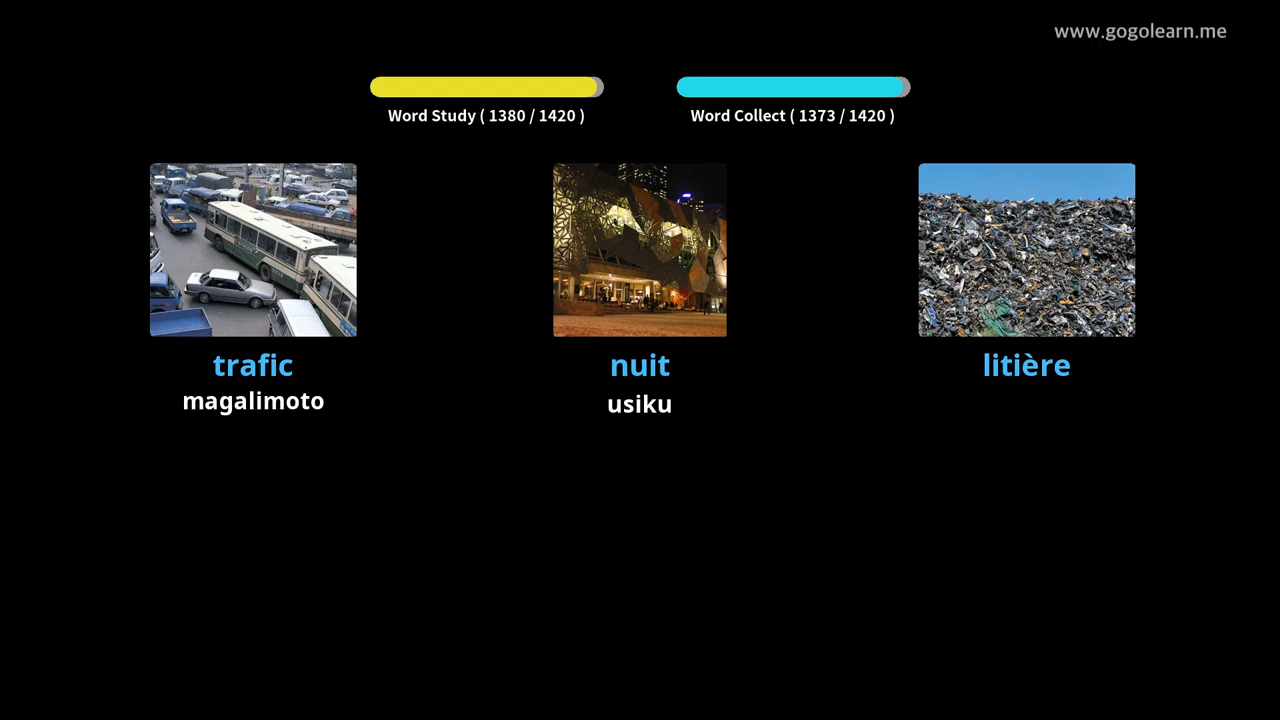 www.gogolearn.me
Word Study ( 1380 / 1420 )
Word Collect ( 1373 / 1420 )
trafic
magalimoto
nuit
usiku
litière